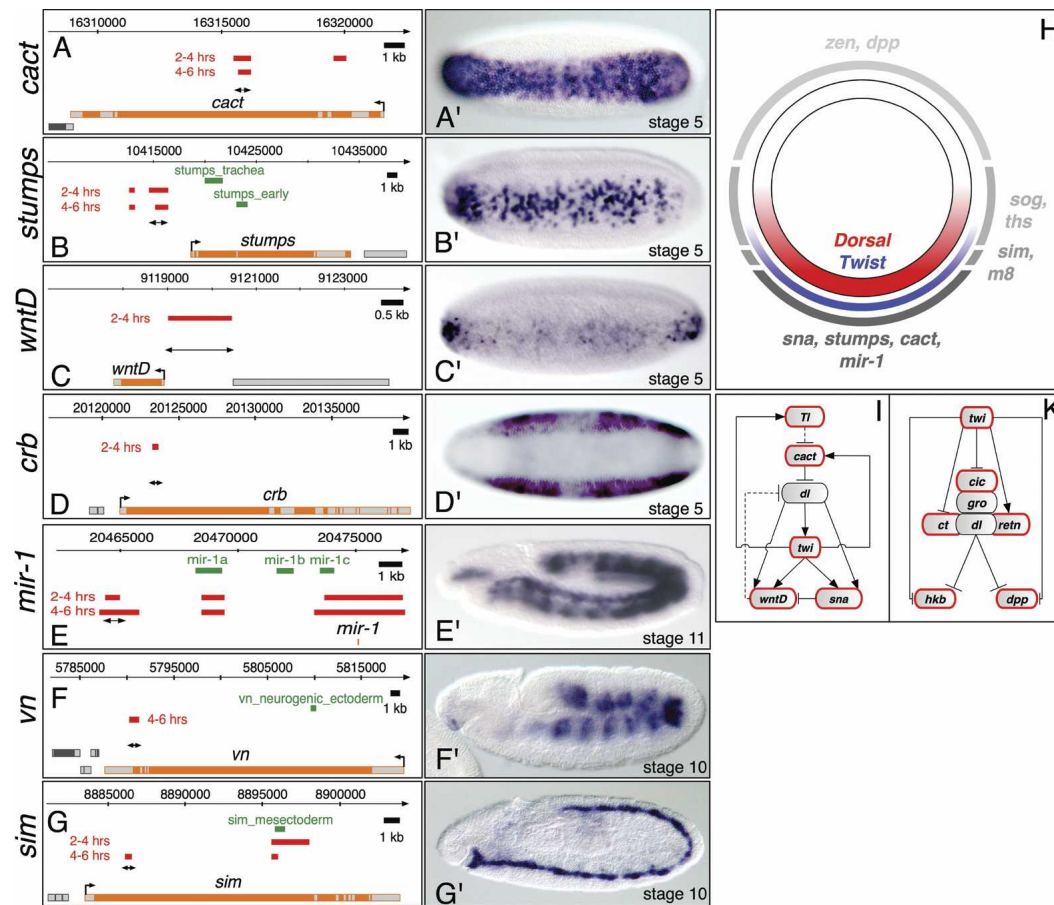 cact
16310000 16315000 16320000
A
2-4 hrs
4-6 hrs
1 kb
cact
A'
stage 5
stumps
10415000 10425000 10435000
stumps_trachea
2-4 hrs
4-6 hrs
stumps_early
1 kb
B
stumps
B'
stage 5
wntD
9119000 9121000 9123000
2-4 hrs
0.5 kb
C
wntD
C'
stage 5
crb
20120000 20125000 20130000 20135000
2-4 hrs
1 kb
D
crb
D'
stage 5
mir-1
20465000 20470000 20475000
mir-1a mir-1b mir-1c
1 kb
2-4 hrs
4-6 hrs
E
mir-1
E'
stage 11
vn
5785000 5795000 5805000 5815000
F
vn_neurogenic_ectoderm
1 kb
4-6 hrs
vn
F'
stage 10
sim
8885000 8890000 8895000 8900000
G
sim_mesectoderm
2-4 hrs
4-6 hrs
1 kb
sim
G'
stage 10
H
zen, dpp
sog,
ths
Dorsal
Twist
sim,
m8
sna, stumps, cact,
mir-1
I
Tl
cact
dl
twi
wntD sna
K
twi
cic
gro
ct dl retn
hkb dpp